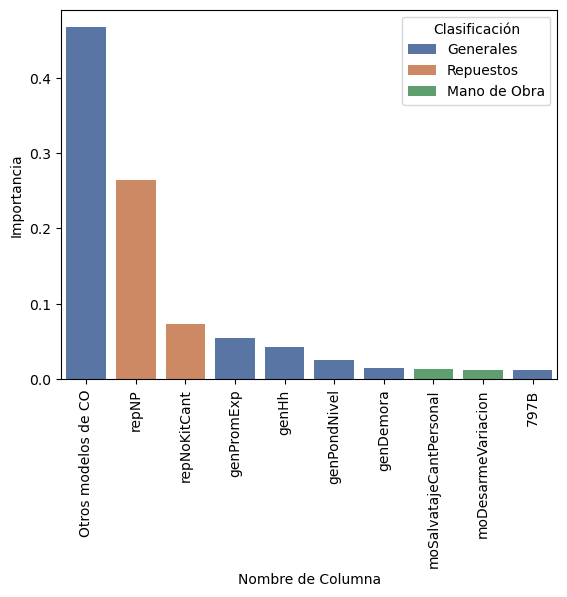 Clasificación
Generales
Repuestos
Mano de Obra
Importancia
0.4
0.3
0.2
0.1
0.0
Otros modelos de CO
repNP
repNoKitCant
genPromExp
genHh
genPondNivel
genDemora
moSalvatajeCantPersonal
moDesarmeVariacion
797B
Nombre de Columna